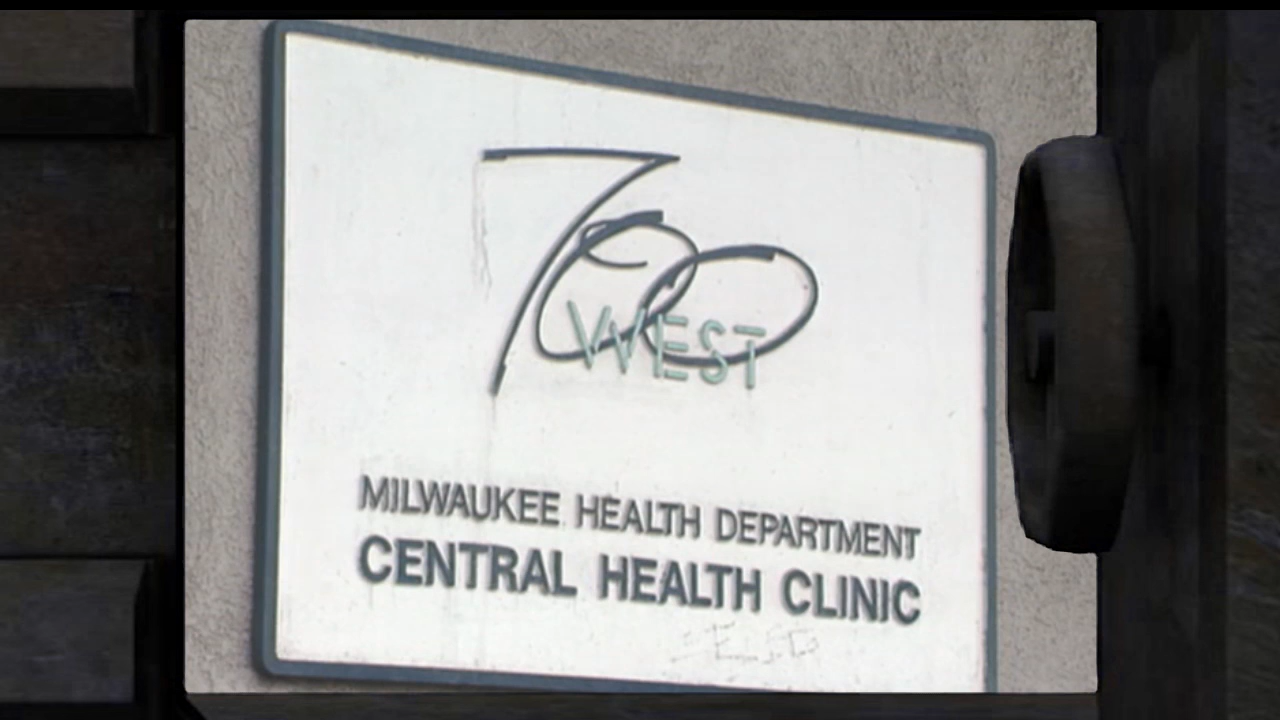 700
WEST
MILWAUKEE HEALTH DEPARTMENT
CENTRAL HEALTH CLINIC